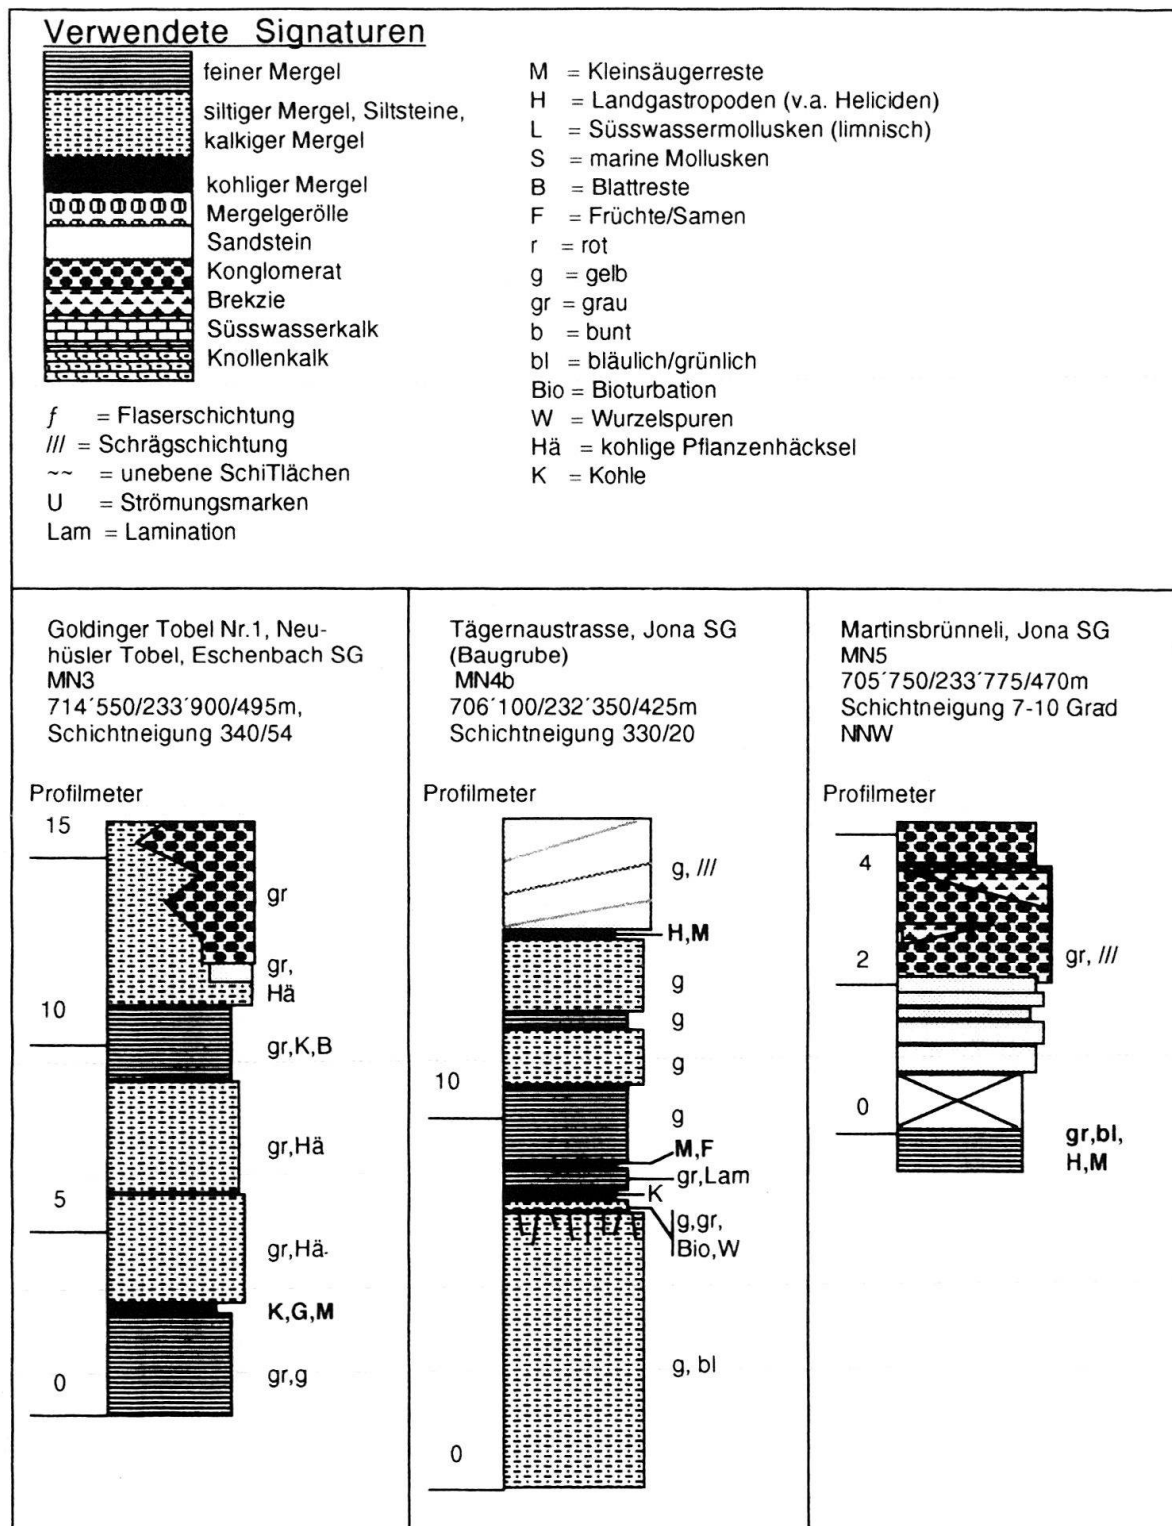 Verwendete Signaturen
feiner Mergel
siltiger Mergel, Siltsteine,
kalkiger Mergel
kohliger Mergel
Mergelgerölle
Sandstein
Konglomerat
Brekzie
Süsswasserkalk
Knollenkalk
ƒ = Flaserschichtung
/// = Schrägschichtung
~~ = unebene SchiTlächen
U = Strömungsmarken
Lam = Lamination
M = Kleinsäugerreste
H = Landgastropoden (v.a. Heliciden)
L = Süsswassermollusken (limnisch)
S = marine Mollusken
B = Blattreste
F = Früchte/Samen
r = rot
g = gelb
gr = grau
b = bunt
bl = bläulich/grünlich
Bio = Bioturbation
W = Wurzelspuren
Hä = kohlige Pflanzenhäcksel
K = Kohle
Goldinger Tobel Nr.1, Neu-
hüsler Tobel, Eschenbach SG
MN3
714´550/233´900/495m,
Schichtneigung 340/54
Profilmeter
15
gr
gr,
Hä
10
gr,K,B
gr,Hä
5
gr,Hä-
K,G,M
0
gr,g
Tägernaustrasse, Jona SG
(Baugrube)
MN4b
706´100/232´350/425m
Schichtneigung 330/20
Profilmeter
g, ///
H,M
g
g
g
10
g
M,F
gr,Lam
K
g,gr,
Bio,W
g, bl
0
Martinsbrünneli, Jona SG
MN5
705´750/233´775/470m
Schichtneigung 7-10 Grad
NNW
Profilmeter
4
2
gr, ///
0
gr,bl,
H,M